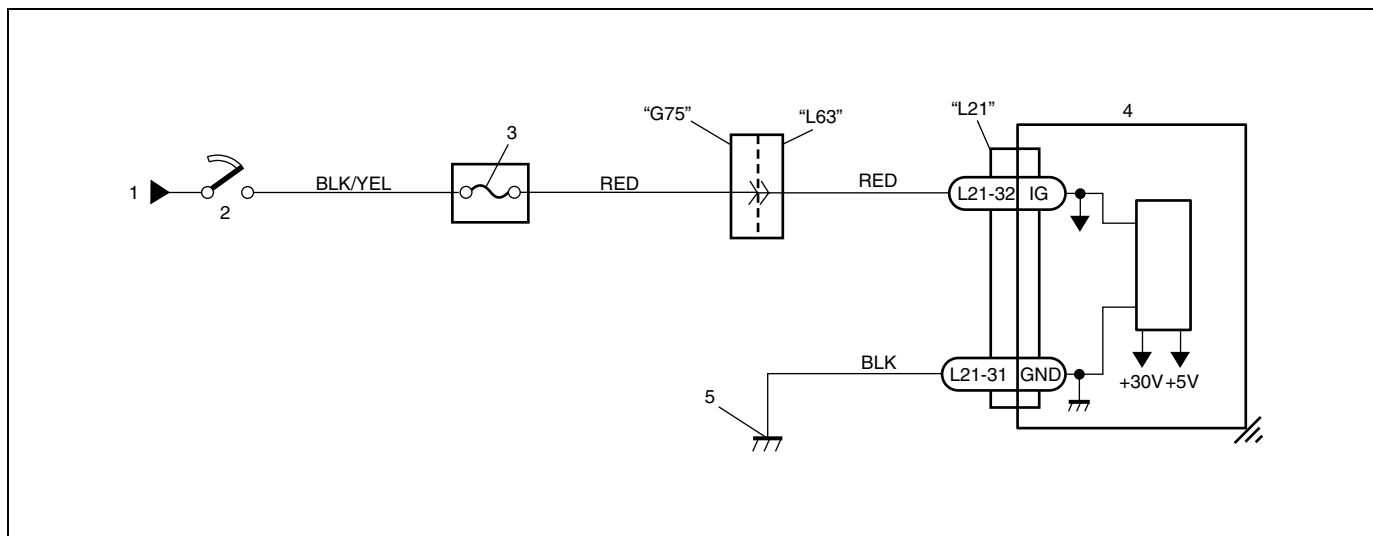 "G75"
"L63"
"L21"
4
3
1
2
BLK/YEL
RED
RED
L21-32
IG
5
BLK
L21-31
GND
+30V
+5V